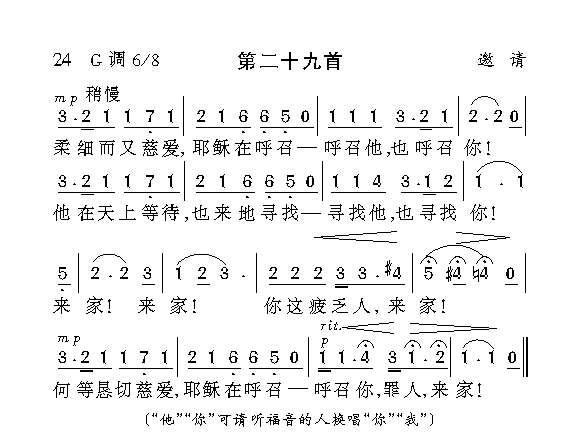 24 G 调 6/8 第二十九首 邀 请
mp 稍慢
3·2 1 1 7 1 | 2 1 6 6 5 0 | 1 1 1 3·2 1 | 2·2 0
柔细而又慈爱,耶稣在呼召—呼召他,也呼召 你!
3·2 1 1 7 1 | 2 1 6 6 5 0 | 1 1 4 3·1 2 | 1 · 1
他在天上等待,也来地寻找—寻找他,也寻找 你!
5 | 2·2 3 | 1 2 3 · | 2 2 2 3 3·#4 | 5 #4 ♮4 0
来 家! 来 家! 你这疲乏人,来 家!
mp rit. p
3·2 1 1 7 1 | 2 1 6 6 5 0 | 1 1·4 3 1·2 | 1·1 0
何等恳切慈爱,耶稣在呼召—呼召你,罪人,来家!
(“他”“你”可请听福音的人换唱“你”“我”)